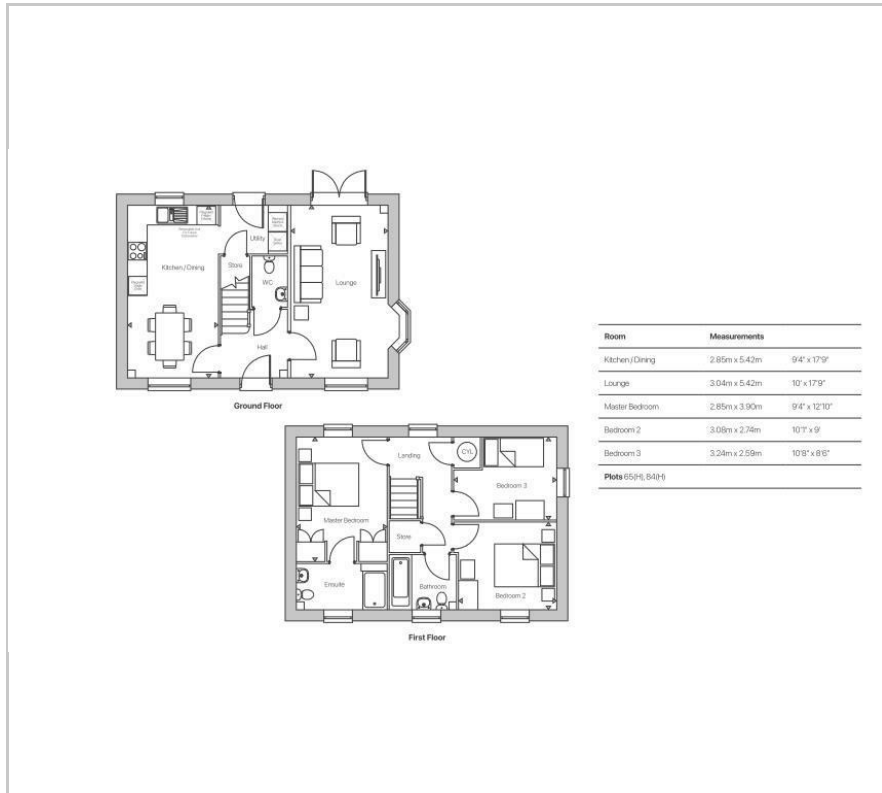 Kitchen / Dining
Store
Utility
WC
Lounge
Hall
Ground Floor
Landing
CYL
Bedroom 3
Master Bedroom
Store
Ensuite
Bathroom
Bedroom 2
First Floor
Room Measurements
Kitchen / Dining 2.85m x 5.42m 9'4" x 17'9"
Lounge 3.04m x 5.42m 10' x 17'9"
Master Bedroom 2.85m x 3.90m 9'4" x 12'10"
Bedroom 2 3.08m x 2.74m 10'1" x 9'
Bedroom 3 3.24m x 2.59m 10'8" x 8'6"
Plots 65(H), 84(H)